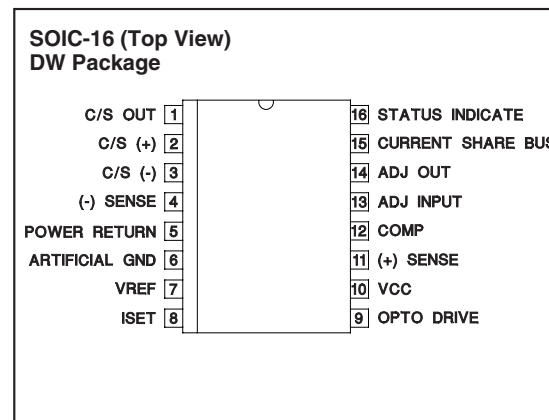 SOIC-16 (Top View)
DW Package
C/S OUT 1
C/S (+) 2
C/S (-) 3
(-) SENSE 4
POWER RETURN 5
ARTIFICIAL GND 6
VREF 7
ISET 8
16 STATUS INDICATE
15 CURRENT SHARE BUS
14 ADJ OUT
13 ADJ INPUT
12 COMP
11 (+) SENSE
10 VCC
9 OPTO DRIVE